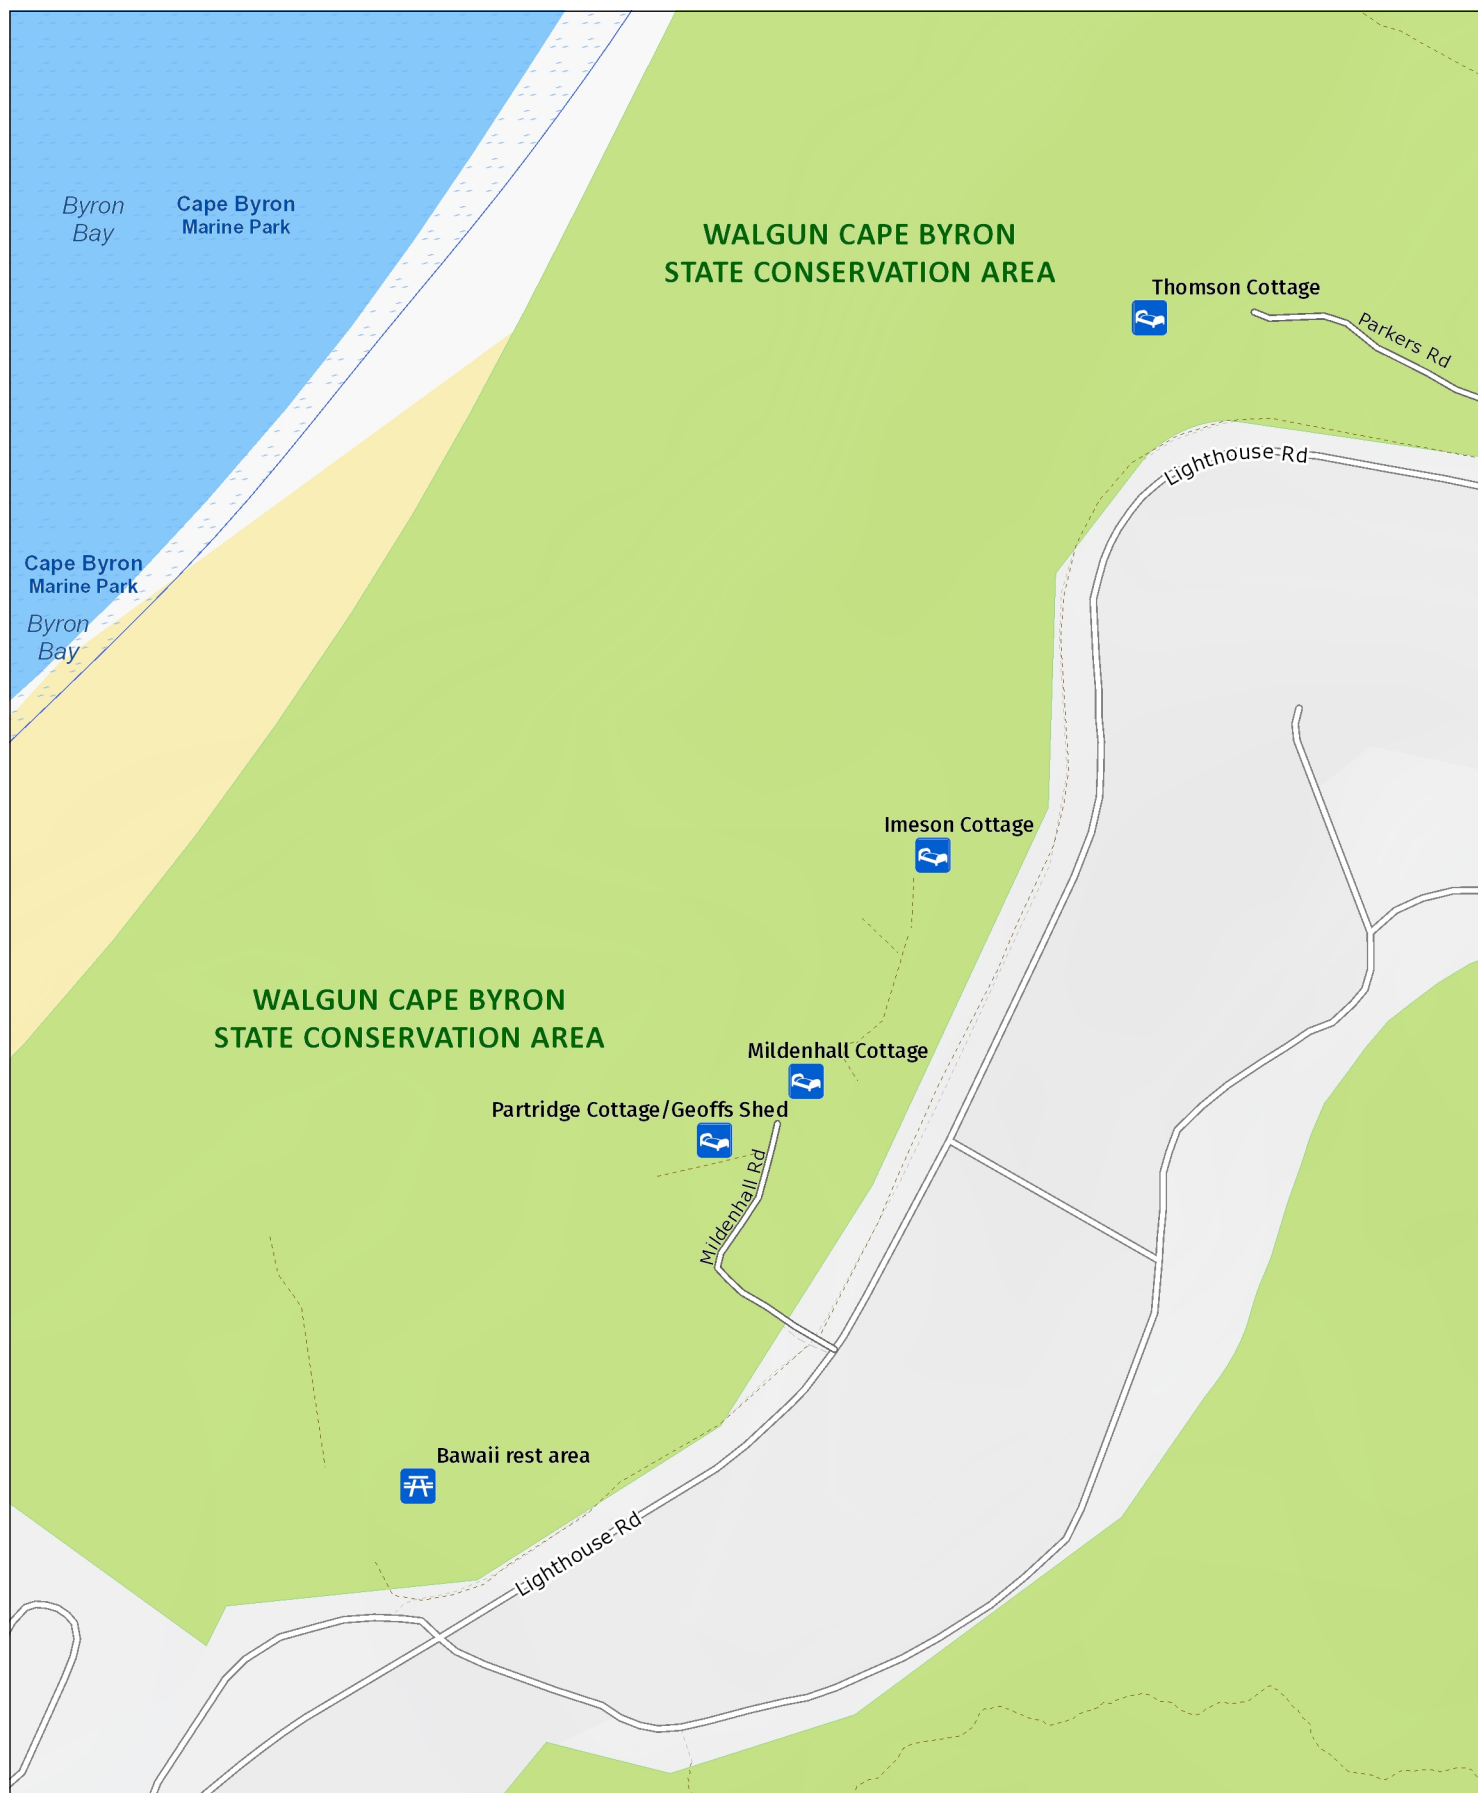 Byron
Bay
Cape Byron
Marine Park
WALGUN CAPE BYRON
STATE CONSERVATION AREA
Thomson Cottage
Parkers Rd
Lighthouse Rd
Cape Byron
Marine Park
Byron
Bay
Imeson Cottage
WALGUN CAPE BYRON
STATE CONSERVATION AREA
Mildenhall Cottage
Partridge Cottage/Geoffs Shed
Mildenhall Rd
Bawaii rest area
Lighthouse Rd